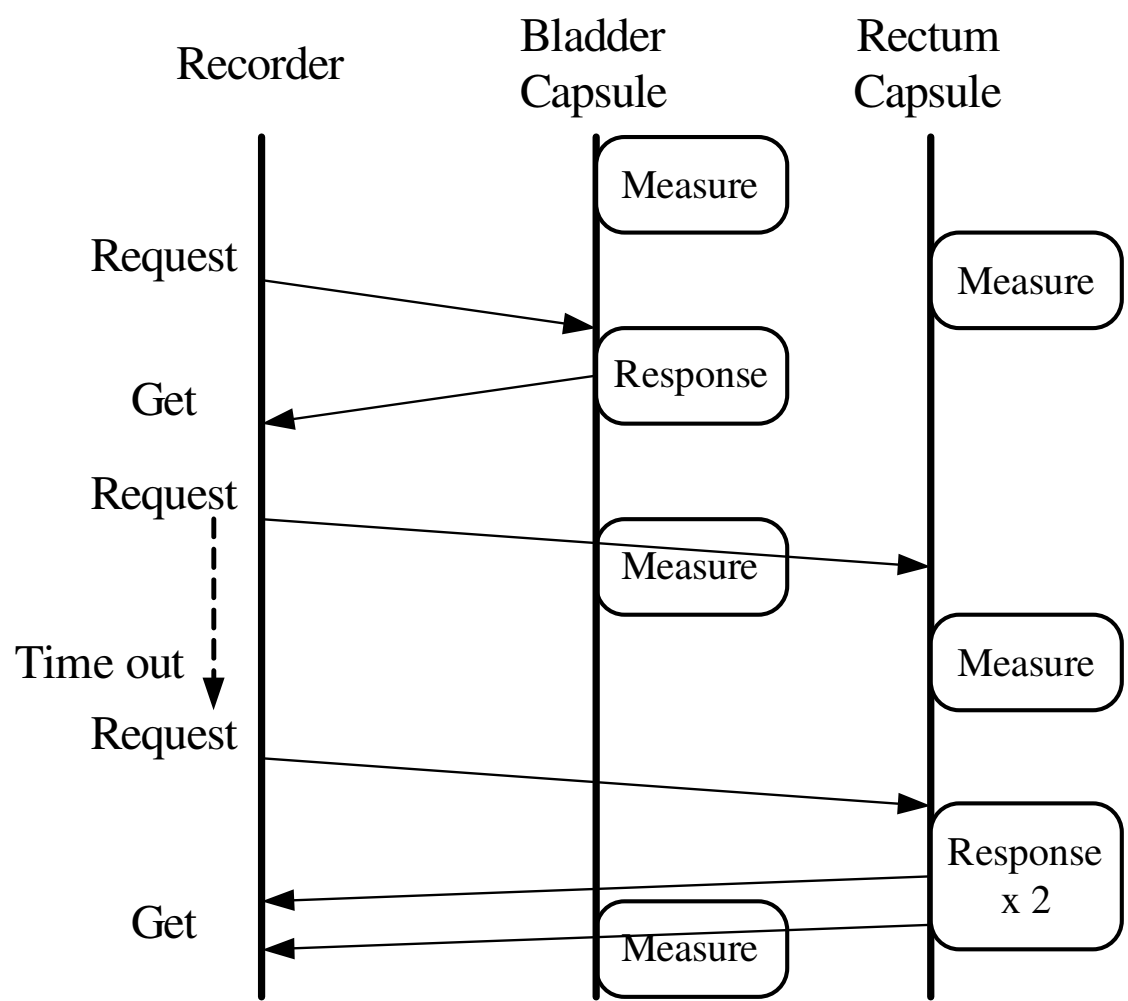 Recorder
Bladder
Capsule
Rectum
Capsule
Measure
Request
Measure
Response
Get
Request
Measure
Time out
Measure
Request
Response
x 2
Get
Measure